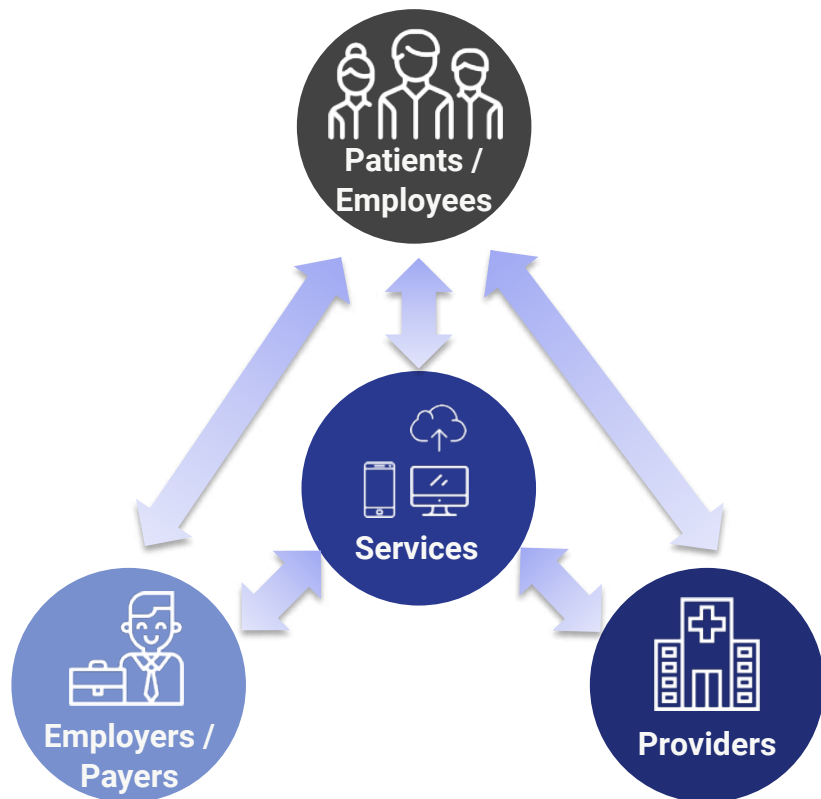 Patients /
Employees
Services
Employers /
Payers
Providers